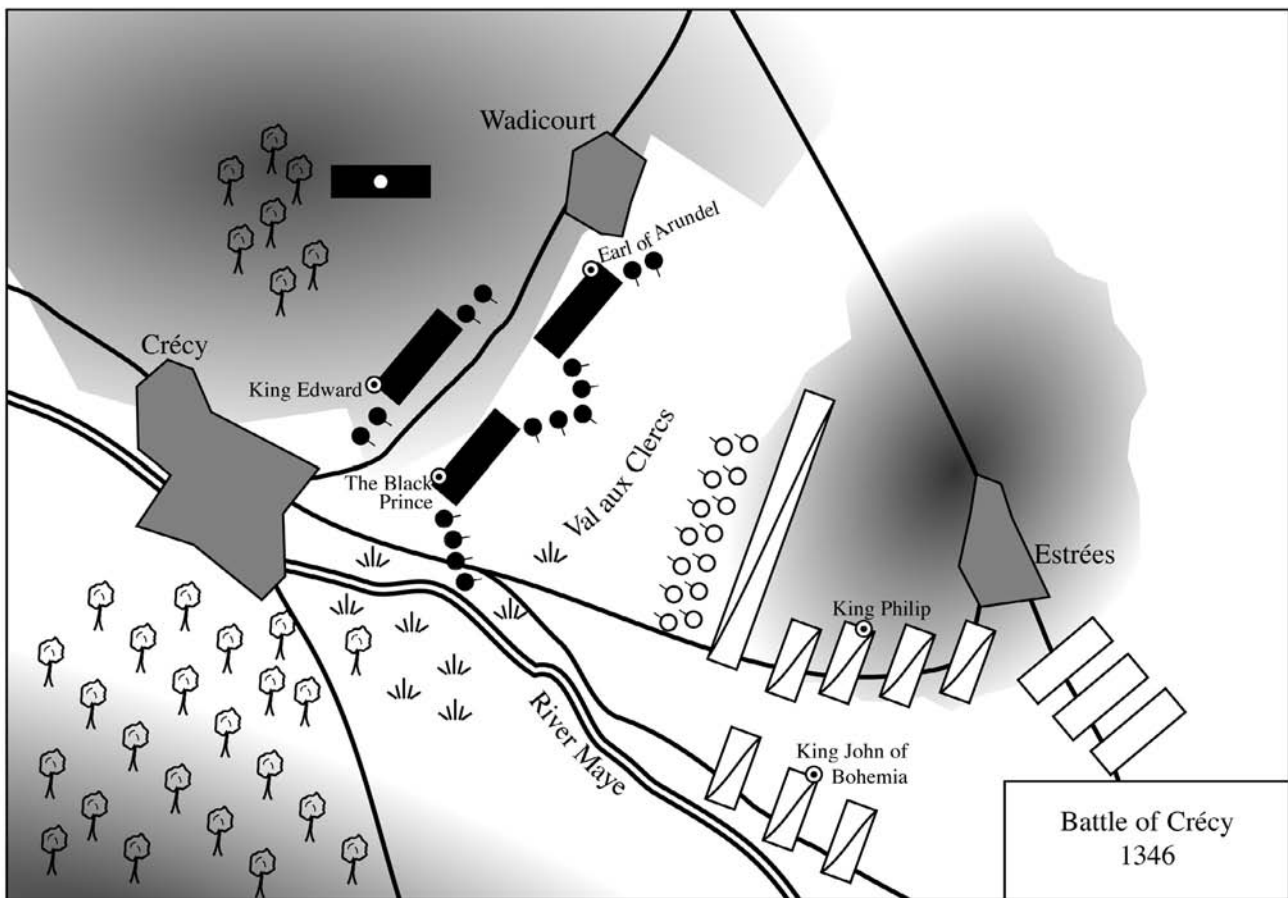 Wadicourt
Earl of Arundel
Crécy
King Edward
The Black
Prince
Val aux Clercs
Estrées
King Philip
River Maye
King John of
Bohemia
Battle of Crécy
1346